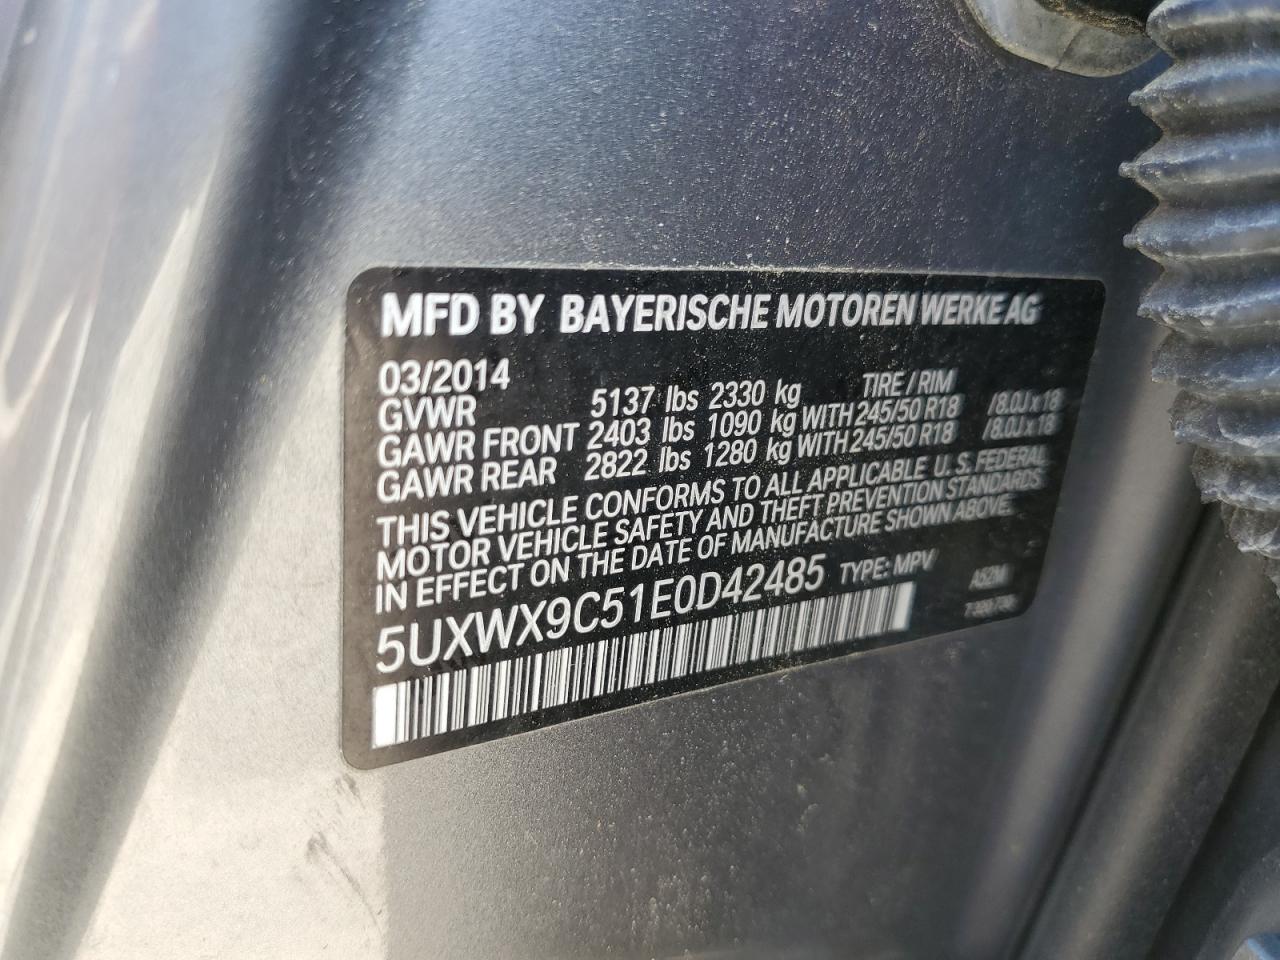 MFD BY BAYERISCHE MOTOREN WERKE AG
03/2014 TIRE / RIM
GVWR 5137 lbs 2330 kg
GAWR FRONT 2403 lbs 1090 kg WITH 245/50 R18 /8.0J x 18
GAWR REAR 2822 lbs 1280 kg WITH 245/50 R18 /8.0J x 18
THIS VEHICLE CONFORMS TO ALL APPLICABLE U.S. FEDERAL
MOTOR VEHICLE SAFETY AND THEFT PREVENTION STANDARDS
IN EFFECT ON THE DATE OF MANUFACTURE SHOWN ABOVE.
5UXWX9C51E0D42485 TYPE: MPV